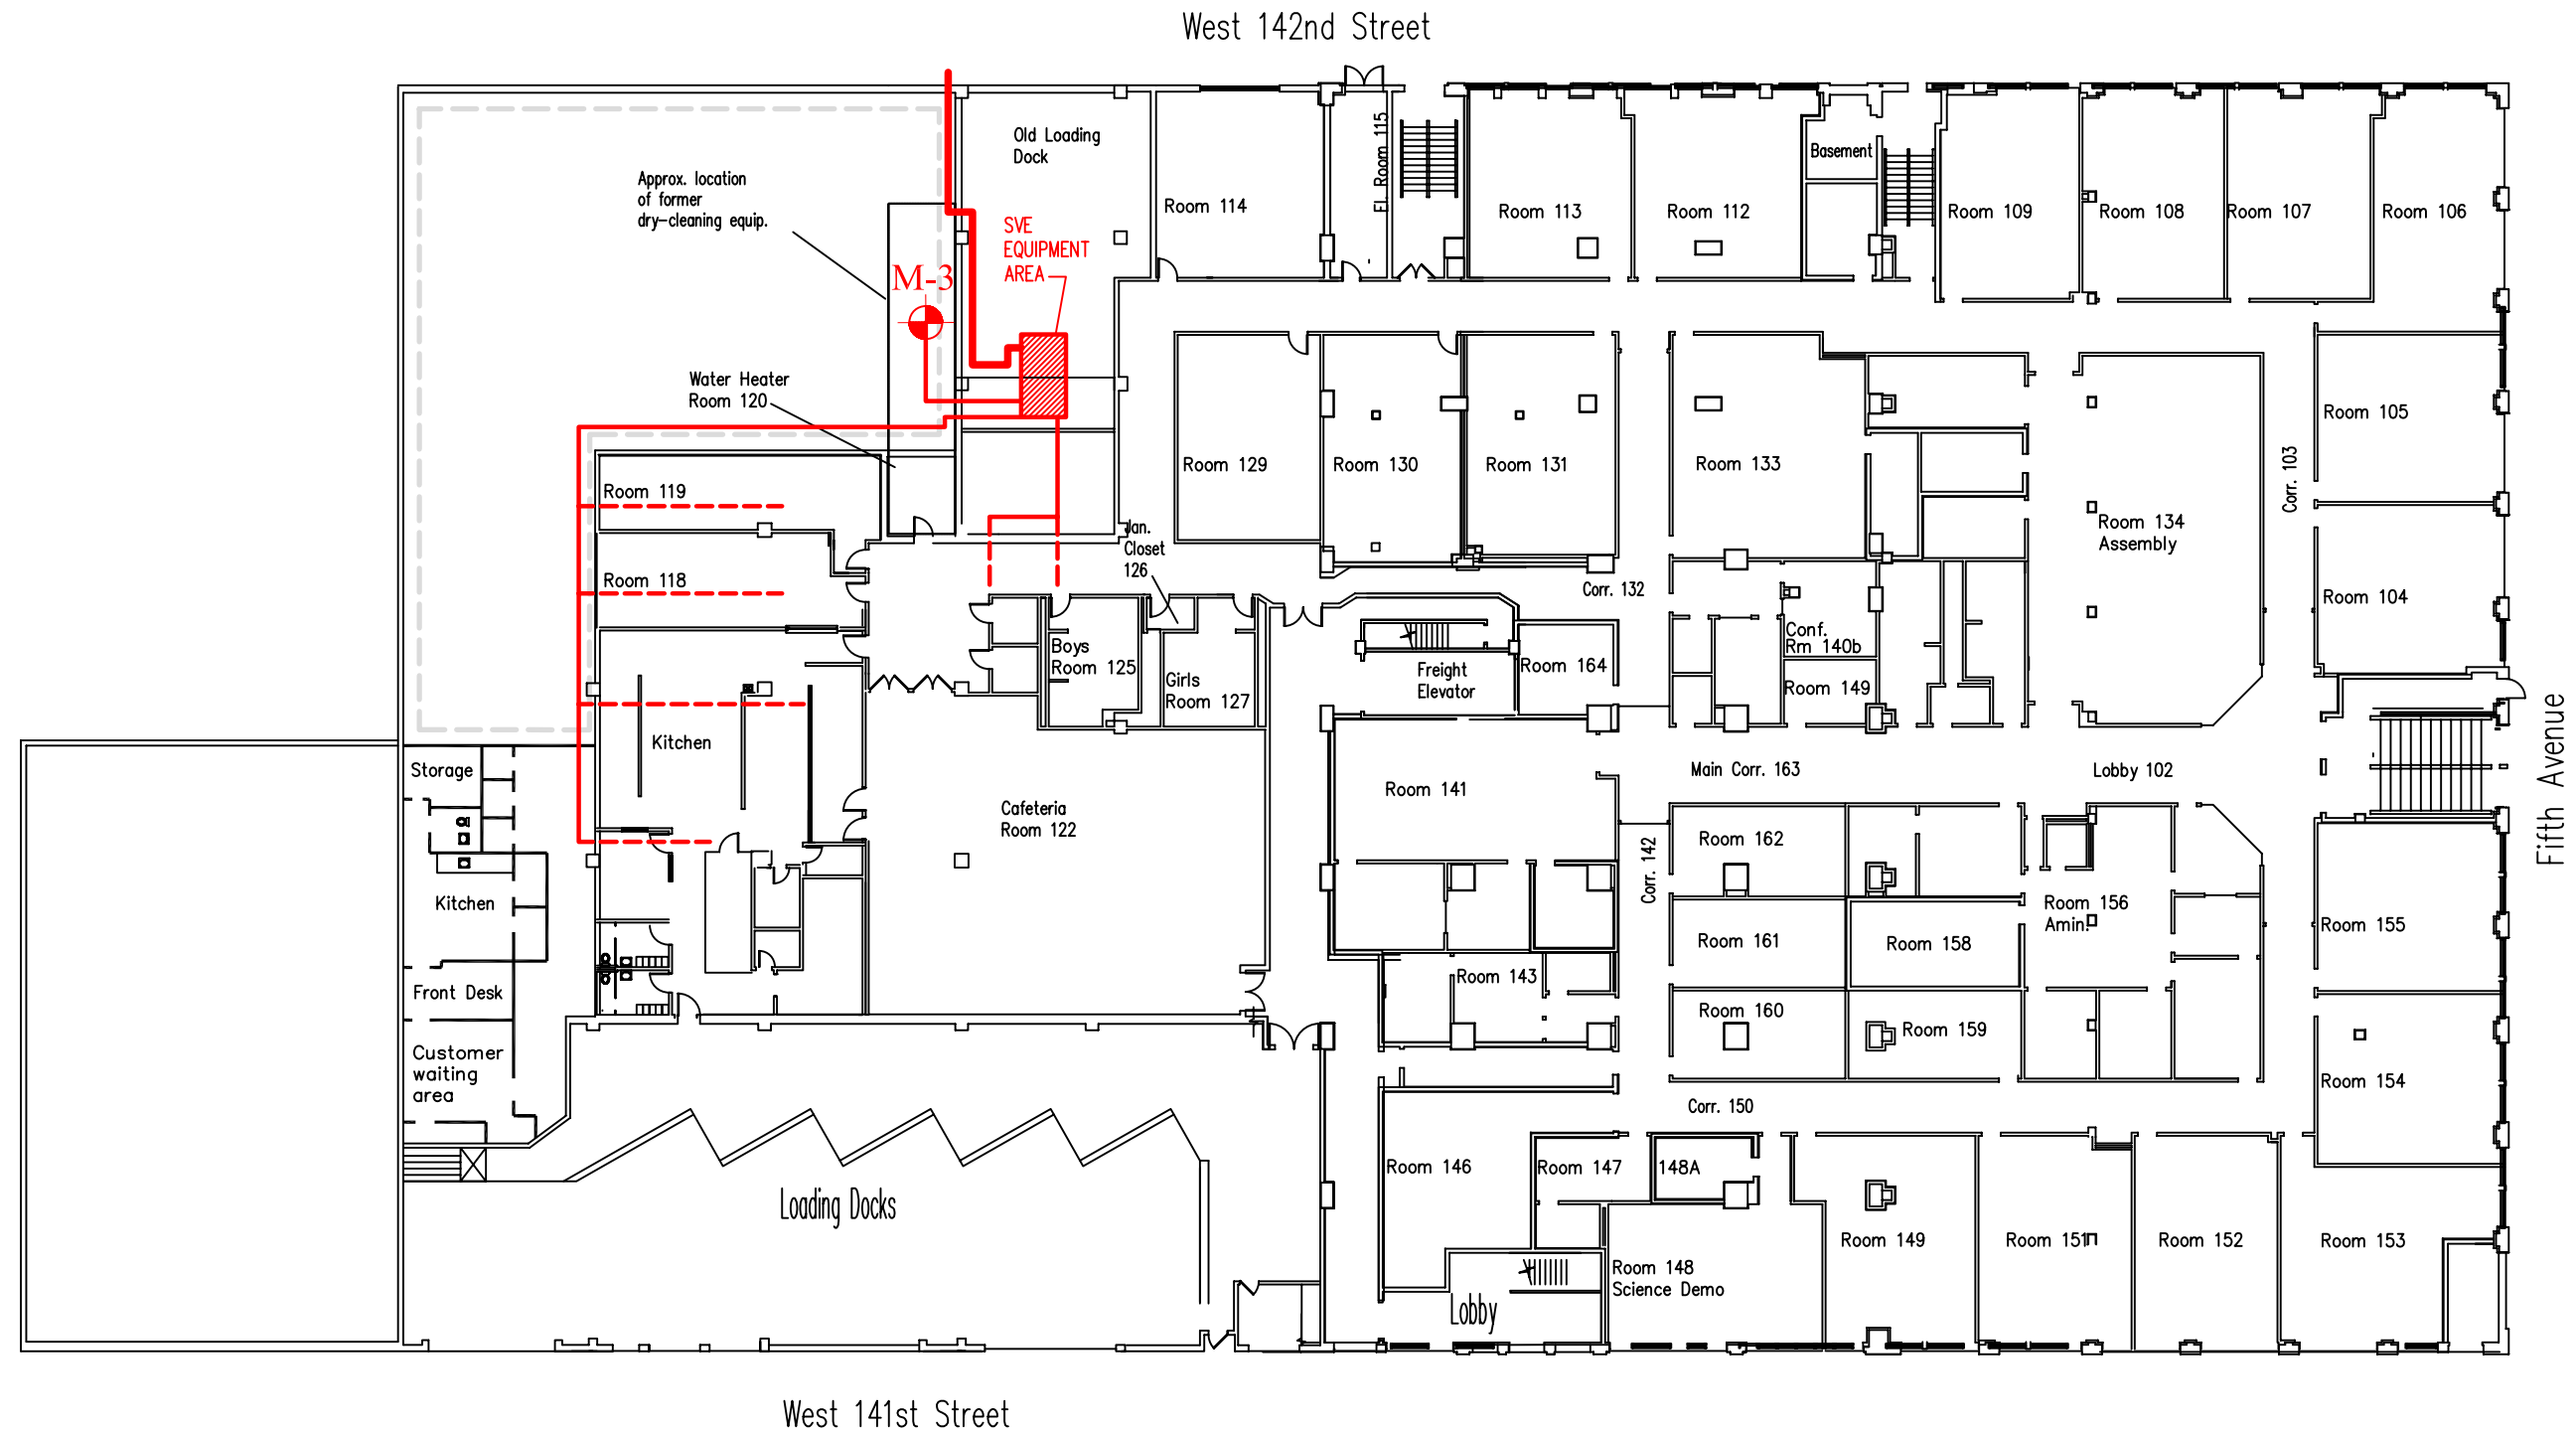 West 142nd Street
Old Loading
Dock
Approx. location
of former
dry-cleaning equip.
SVE
EQUIPMENT
AREA
M-3
Room 114
El. Room 115
Room 113
Room 112
Basement
Room 109
Room 108
Room 107
Room 106
Water Heater
Room 120
Room 119
Room 118
Jan.
Closet
126
Room 129
Room 130
Room 131
Room 133
Room 134
Assembly
Corr. 103
Room 105
Room 104
Corr. 132
Boys
Room 125
Girls
Room 127
Freight
Elevator
Room 164
Conf.
Rm 140b
Room 149
Kitchen
Storage
Kitchen
Front Desk
Customer
waiting
area
Cafeteria
Room 122
Room 141
Main Corr. 163
Lobby 102
Fifth Avenue
Corr. 142
Room 162
Room 161
Room 160
Room 158
Room 159
Room 156
Amin.
Room 155
Room 154
Room 143
Corr. 150
Room 146
Room 147
148A
Room 148
Science Demo
Room 149
Room 151
Room 152
Room 153
Lobby
Loading Docks
West 141st Street